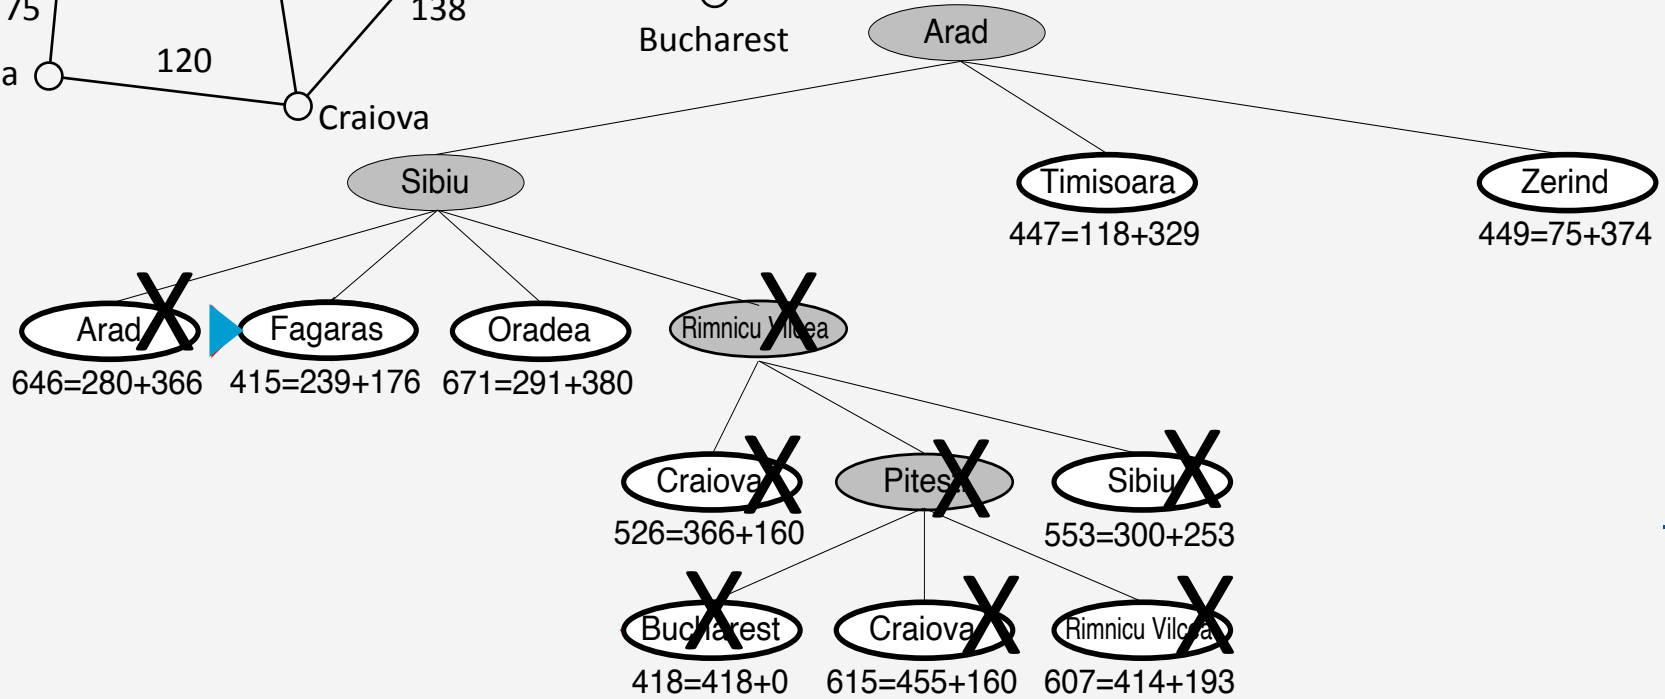 75
138
Bucharest
Arad
a
120
Craiova
Sibiu
Timisoara
Zerind
447=118+329
449=75+374
Arad
Fagaras
Oradea
Rimnicu Vilcea
646=280+366
415=239+176
671=291+380
Craiova
Pitesti
Sibiu
526=366+160
553=300+253
Bucharest
Craiova
Rimnicu Vilcea
418=418+0
615=455+160
607=414+193